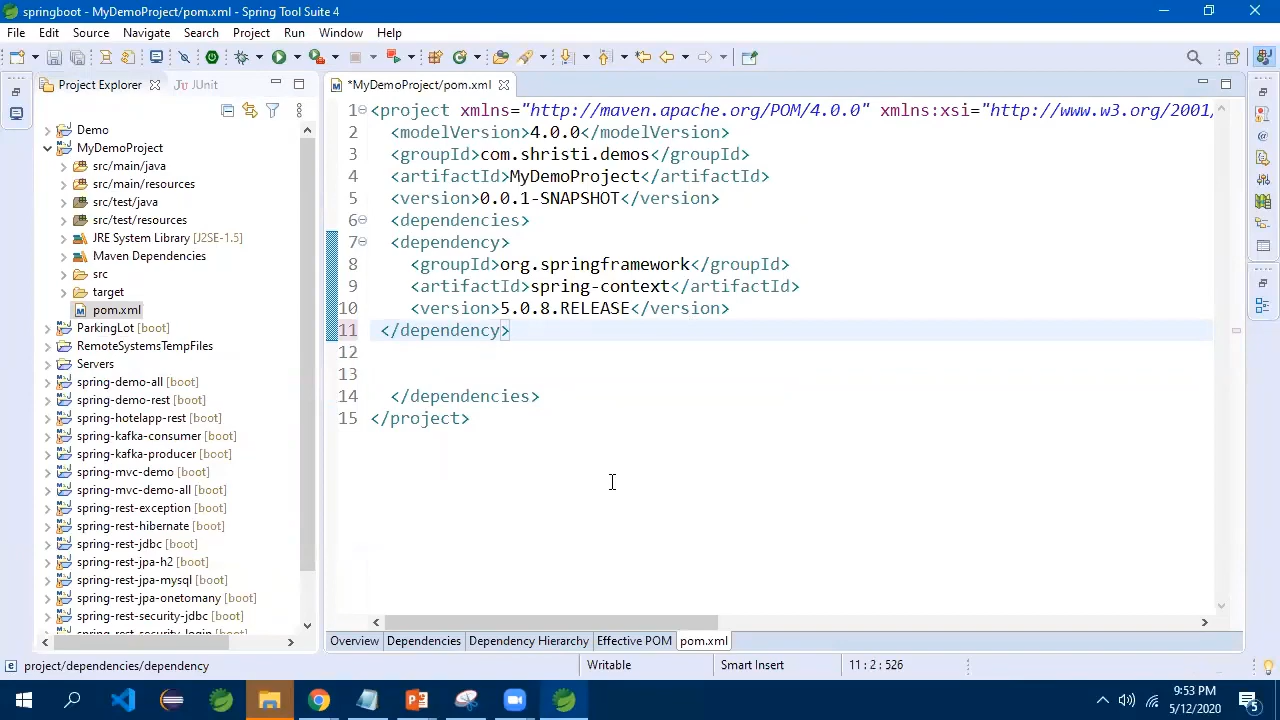 springboot - MyDemoProject/pom.xml - Spring Tool Suite 4
File Edit Source Navigate Search Project Run Window Help
Project Explorer JUnit
*MyDemoProject/pom.xml
Demo
MyDemoProject
src/main/java
src/main/resources
src/test/java
src/test/resources
JRE System Library [J2SE-1.5]
Maven Dependencies
src
target
pom.xml
ParkingLot [boot]
RemoteSystemsTempFiles
Servers
spring-demo-all [boot]
spring-demo-rest [boot]
spring-hotelapp-rest [boot]
spring-kafka-consumer [boot]
spring-kafka-producer [boot]
spring-mvc-demo [boot]
spring-mvc-demo-all [boot]
spring-rest-exception [boot]
spring-rest-hibernate [boot]
spring-rest-jdbc [boot]
spring-rest-jpa-h2 [boot]
spring-rest-jpa-mysql [boot]
spring-rest-jpa-onetomany [boot]
spring-rest-security-jdbc [boot]
spring-rest-security-login [boot]
1 <project xmlns="http://maven.apache.org/POM/4.0.0" xmlns:xsi="http://www.w3.org/2001/
2 <modelVersion>4.0.0</modelVersion>
3 <groupId>com.shristi.demos</groupId>
4 <artifactId>MyDemoProject</artifactId>
5 <version>0.0.1-SNAPSHOT</version>
6 <dependencies>
7 <dependency>
8 <groupId>org.springframework</groupId>
9 <artifactId>spring-context</artifactId>
10 <version>5.0.8.RELEASE</version>
11 </dependency>
12
13
14 </dependencies>
15 </project>
Overview Dependencies Dependency Hierarchy Effective POM pom.xml
project/dependencies/dependency Writable Smart Insert 11 : 2 : 526
9:53 PM
5/12/2020
5